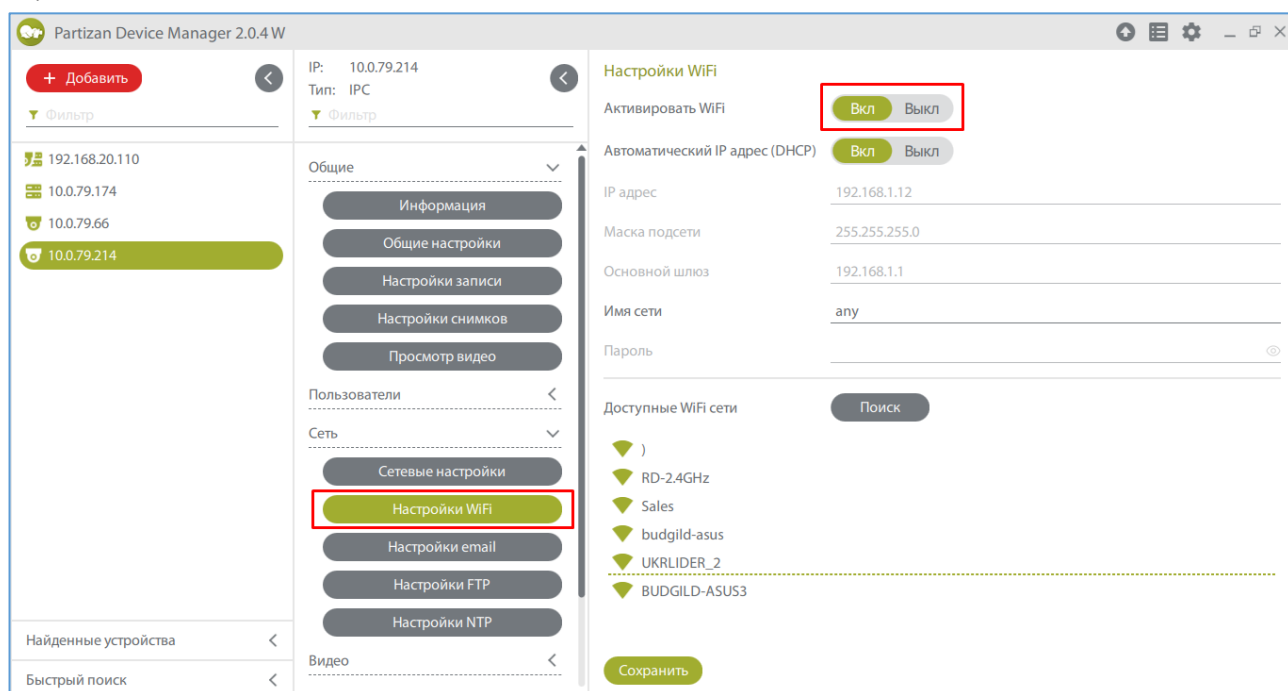 Partizan Device Manager 2.0.4 W
+ Добавить
Фильтр
192.168.20.110
10.0.79.174
10.0.79.66
10.0.79.214
Найденные устройства
Быстрый поиск
IP: 10.0.79.214
Тип: IPC
Фильтр
Общие
Информация
Общие настройки
Настройки записи
Настройки снимков
Просмотр видео
Пользователи
Сеть
Сетевые настройки
Настройки WiFi
Настройки email
Настройки FTP
Настройки NTP
Видео
Настройки WiFi
Активировать WiFi Вкл Выкл
Автоматический IP адрес (DHCP) Вкл Выкл
IP адрес 192.168.1.12
Маска подсети 255.255.255.0
Основной шлюз 192.168.1.1
Имя сети any
Пароль
Доступные WiFi сети Поиск
)
RD-2.4GHz
Sales
budgild-asus
UKRLIDER_2
BUDGILD-ASUS3
Сохранить